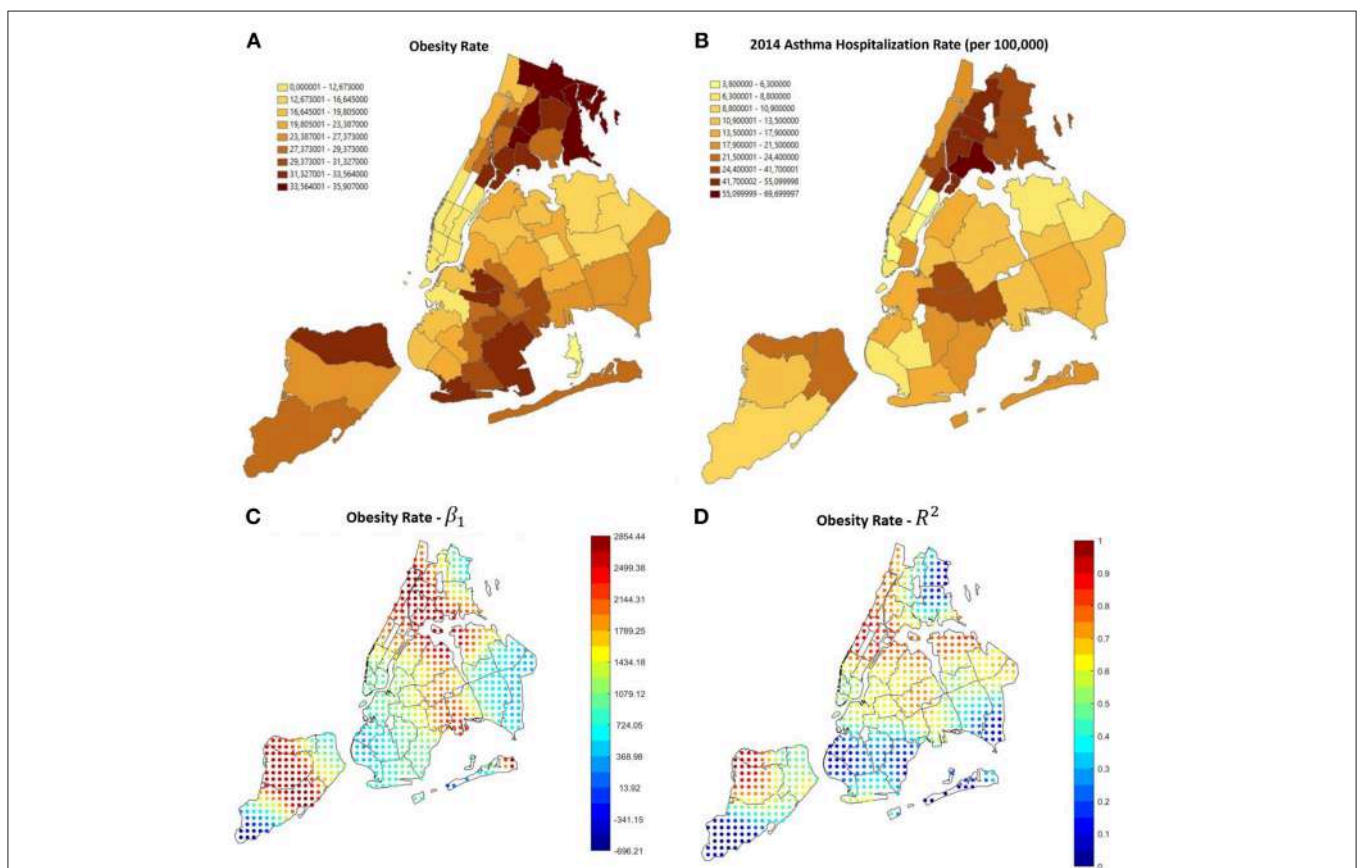 A
Obesity Rate
0,000001 - 12,673000
12,673001 - 16,645000
16,645001 - 19,805000
19,805001 - 23,387000
23,387001 - 27,373000
27,373001 - 29,373000
29,373001 - 31,327000
31,327001 - 33,564000
33,564001 - 35,907000
B
2014 Asthma Hospitalization Rate (per 100,000)
3,800000 - 6,300000
6,300001 - 8,800000
8,800001 - 10,900000
10,900001 - 13,500000
13,500001 - 17,900000
17,900001 - 21,500000
21,500001 - 24,400000
24,400001 - 41,700001
41,700002 - 55,099998
55,099999 - 69,699997
C
Obesity Rate - β₁
2854.44
2499.38
2144.31
1789.25
1434.18
1079.12
724.05
368.98
13.92
-341.15
-696.21
D
Obesity Rate - R²
1
0.9
0.8
0.7
0.6
0.5
0.4
0.3
0.2
0.1
0